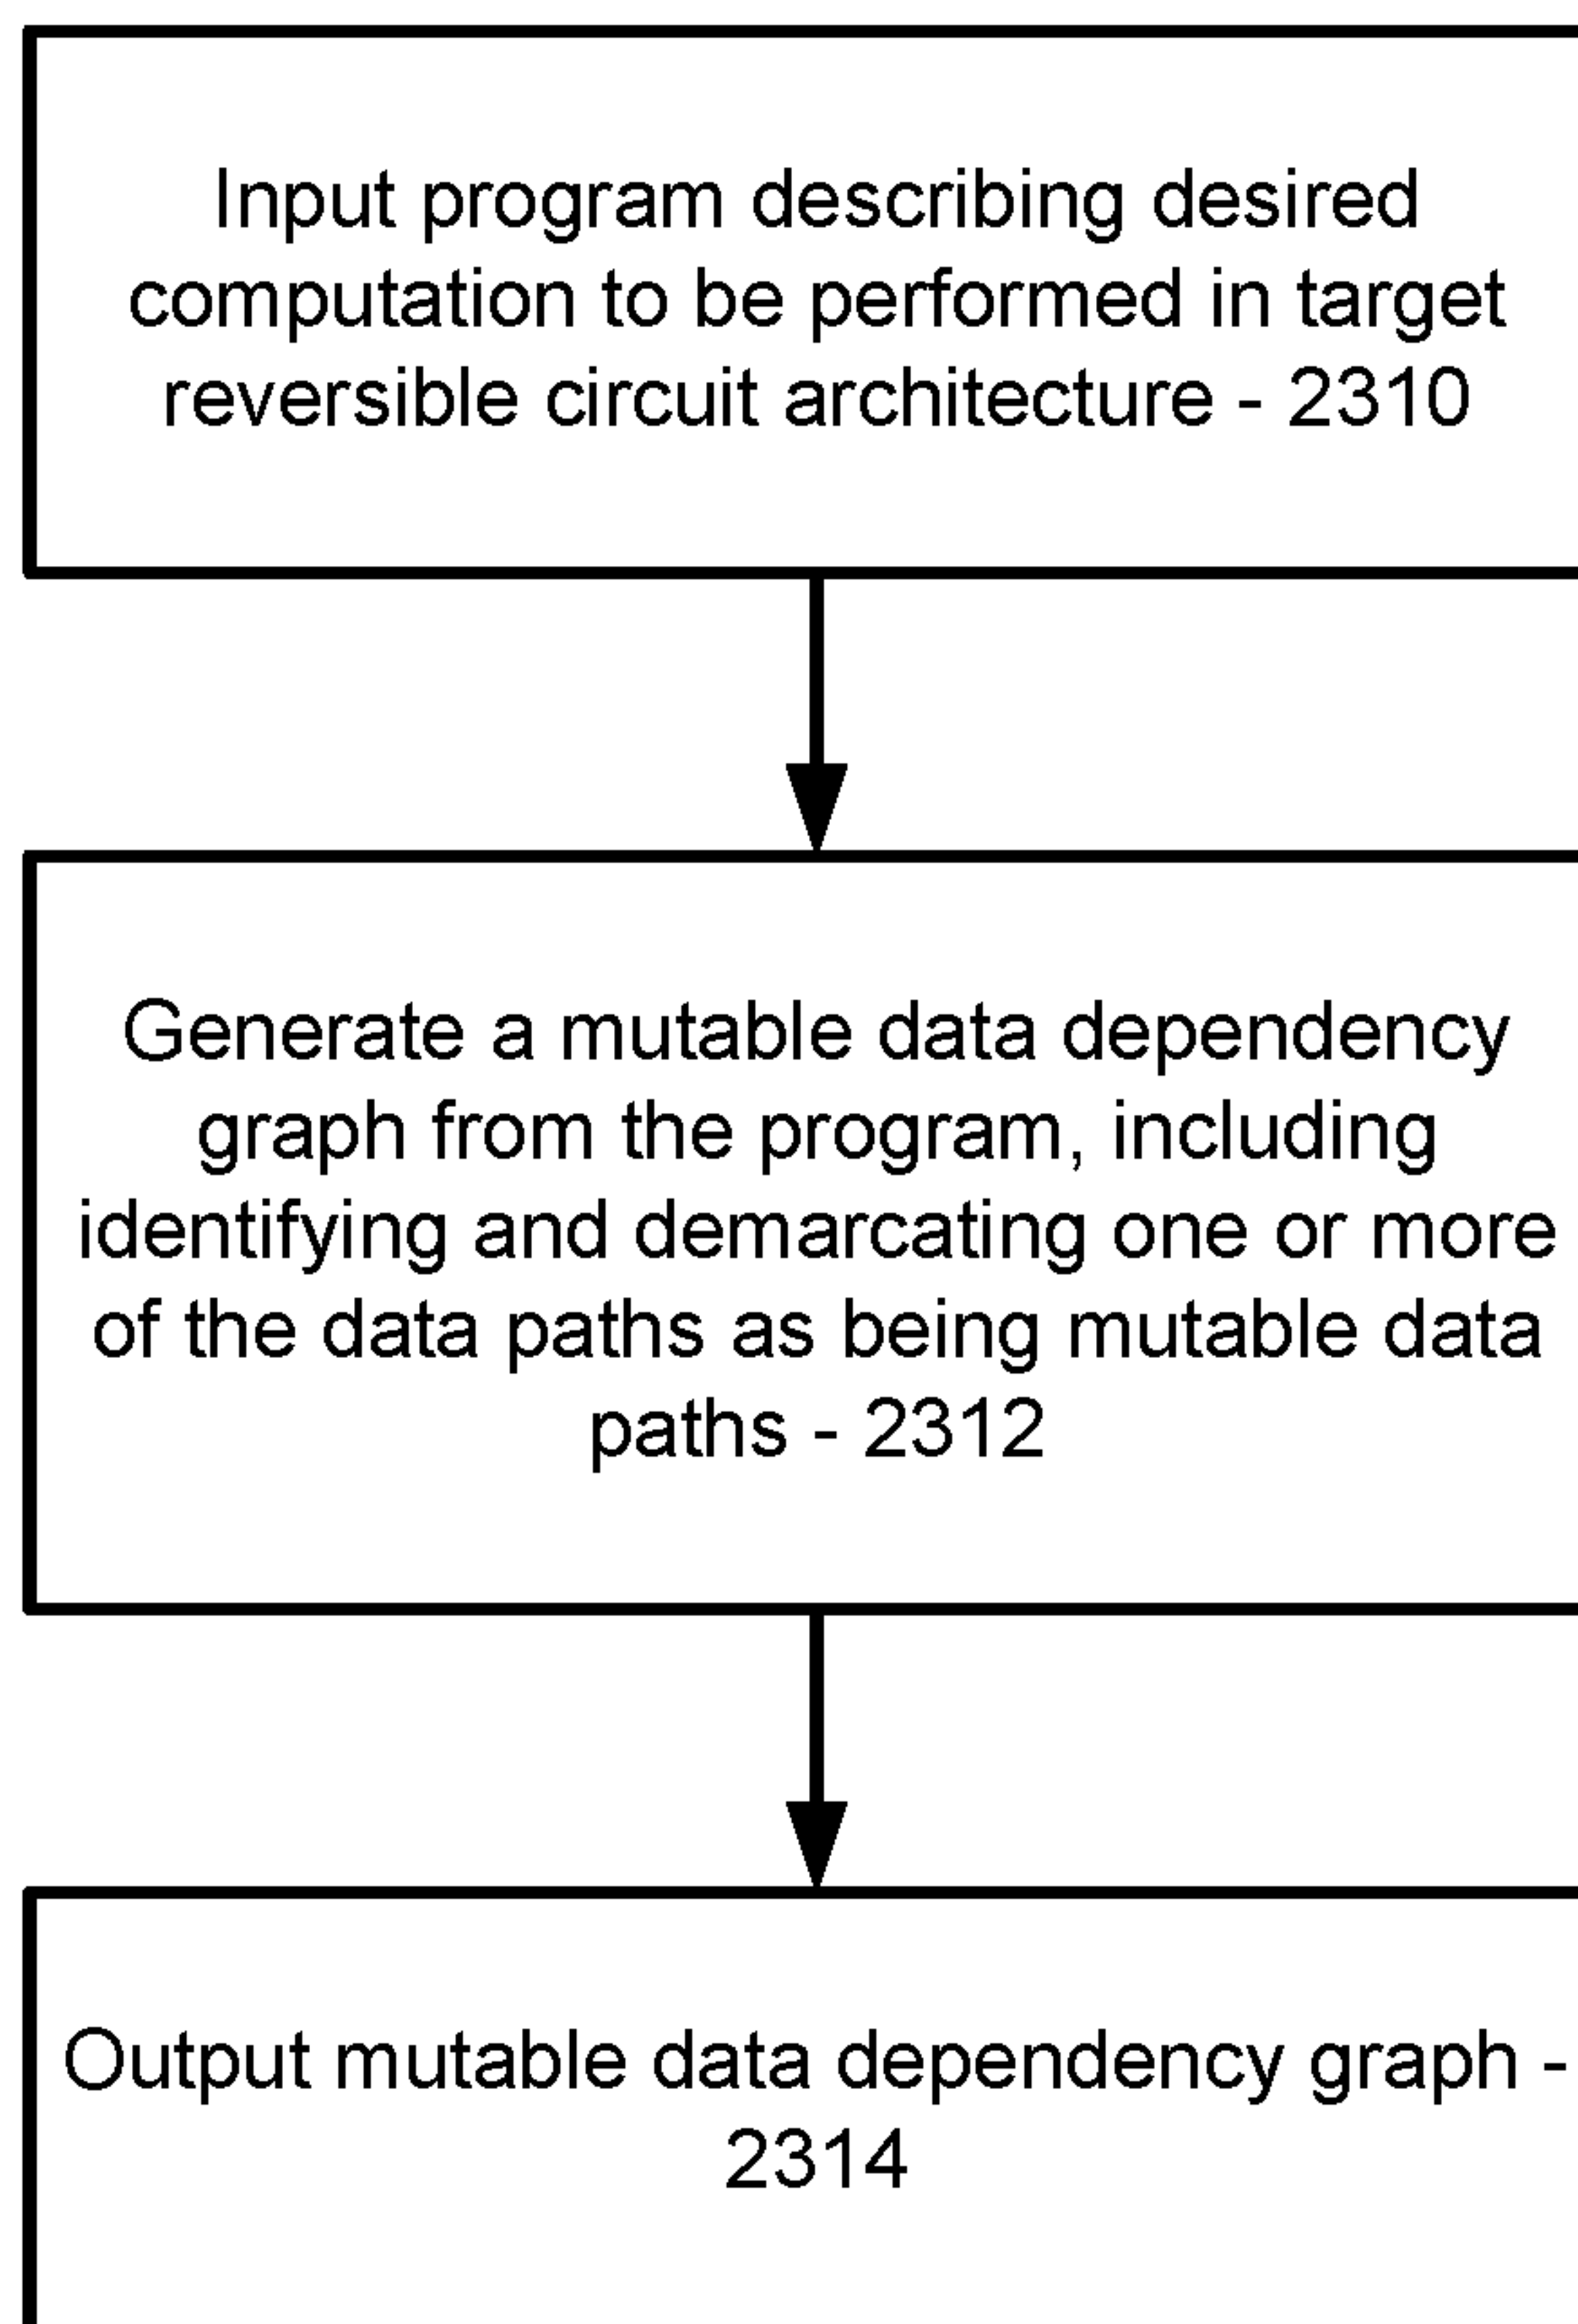 Input program describing desired
computation to be performed in target
reversible circuit architecture - 2310
Generate a mutable data dependency
graph from the program, including
identifying and demarcating one or more
of the data paths as being mutable data
paths - 2312
Output mutable data dependency graph -
2314